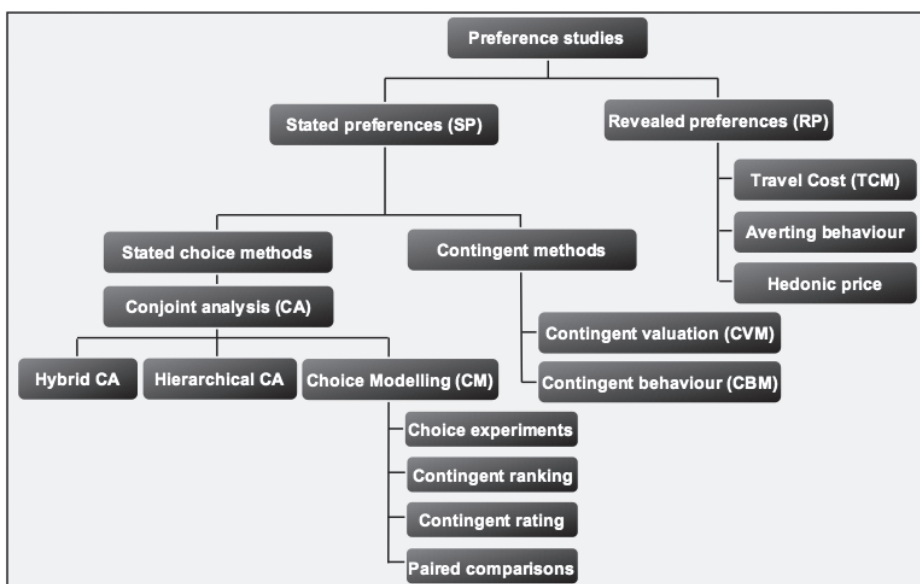 Preference studies
Stated preferences (SP)
Revealed preferences (RP)
Travel Cost (TCM)
Averting behaviour
Hedonic price
Stated choice methods
Contingent methods
Conjoint analysis (CA)
Contingent valuation (CVM)
Contingent behaviour (CBM)
Hybrid CA
Hierarchical CA
Choice Modelling (CM)
Choice experiments
Contingent ranking
Contingent rating
Paired comparisons